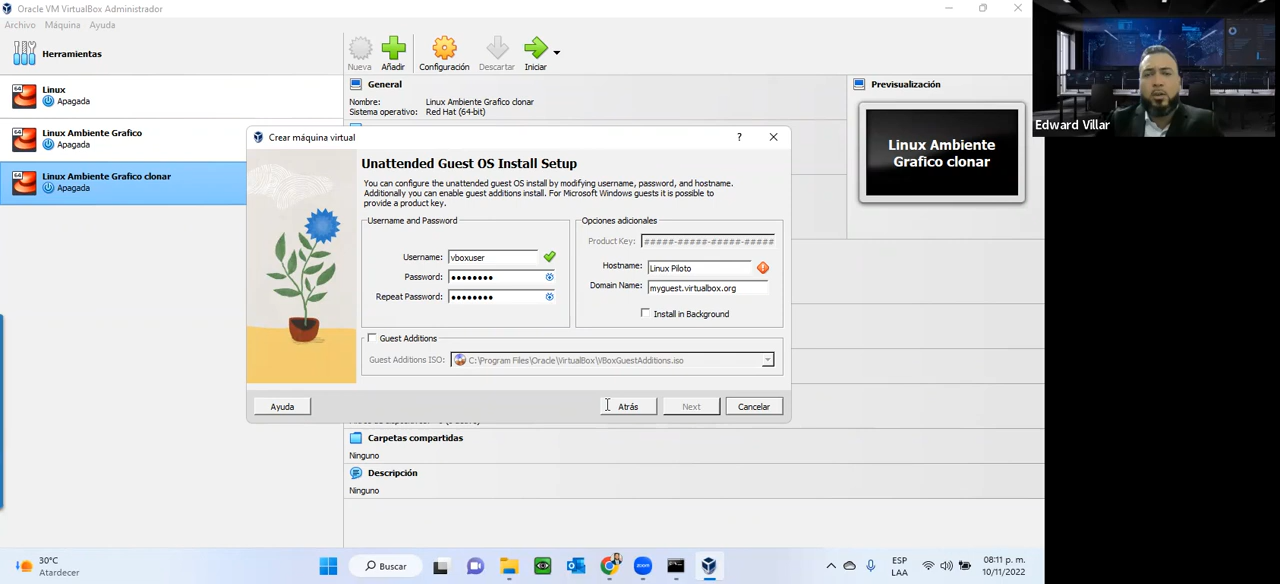 Oracle VM VirtualBox Administrador
Archivo Máquina Ayuda
Herramientas
Nueva Añadir Configuración Descartar Iniciar
64 Linux
Apagada
64 Linux Ambiente Grafico
Apagada
64 Linux Ambiente Grafico clonar
Apagada
General
Nombre: Linux Ambiente Grafico clonar
Sistema operativo: Red Hat (64-bit)
Previsualización
Linux Ambiente
Grafico clonar
Edward Villar
Crear máquina virtual
?
Unattended Guest OS Install Setup
You can configure the unattended guest OS install by modifying username, password, and hostname.
Additionally you can enable guest additions install. For Microsoft Windows guests it is possible to
provide a product key.
Username and Password
Username: vboxuser
Password: ●●●●●●●●
Repeat Password: ●●●●●●●●
Opciones adicionales
Product Key: #####-#####-#####-#####-#####
Hostname: Linux Piloto
Domain Name: myguest.virtualbox.org
Install in Background
Guest Additions
Guest Additions ISO: C:\Program Files\Oracle\VirtualBox\VBoxGuestAdditions.iso
Ayuda Atrás Next Cancelar
Carpetas compartidas
Ninguno
Descripción
Ninguno
30°C
Atardecer
Buscar
zoom
ESP
LAA
08:11 p. m.
10/11/2022